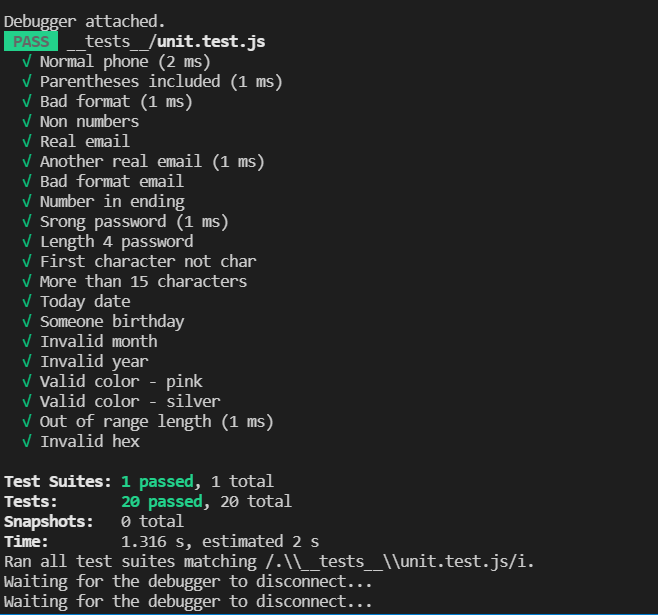 Debugger attached.
PASS __tests__/unit.test.js
√ Normal phone (2 ms)
√ Parentheses included (1 ms)
√ Bad format (1 ms)
√ Non numbers
√ Real email
√ Another real email (1 ms)
√ Bad format email
√ Number in ending
√ Srong password (1 ms)
√ Length 4 password
√ First character not char
√ More than 15 characters
√ Today date
√ Someone birthday
√ Invalid month
√ Invalid year
√ Valid color - pink
√ Valid color - silver
√ Out of range length (1 ms)
√ Invalid hex
Test Suites: 1 passed, 1 total
Tests: 20 passed, 20 total
Snapshots: 0 total
Time: 1.316 s, estimated 2 s
Ran all test suites matching /.\\__tests__\\unit.test.js/i.
Waiting for the debugger to disconnect...
Waiting for the debugger to disconnect...